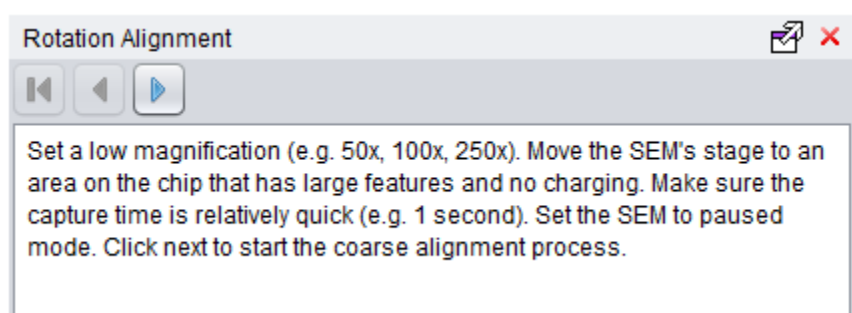 Rotation Alignment
Set a low magnification (e.g. 50x, 100x, 250x). Move the SEM's stage to an
area on the chip that has large features and no charging. Make sure the
capture time is relatively quick (e.g. 1 second). Set the SEM to paused
mode. Click next to start the coarse alignment process.